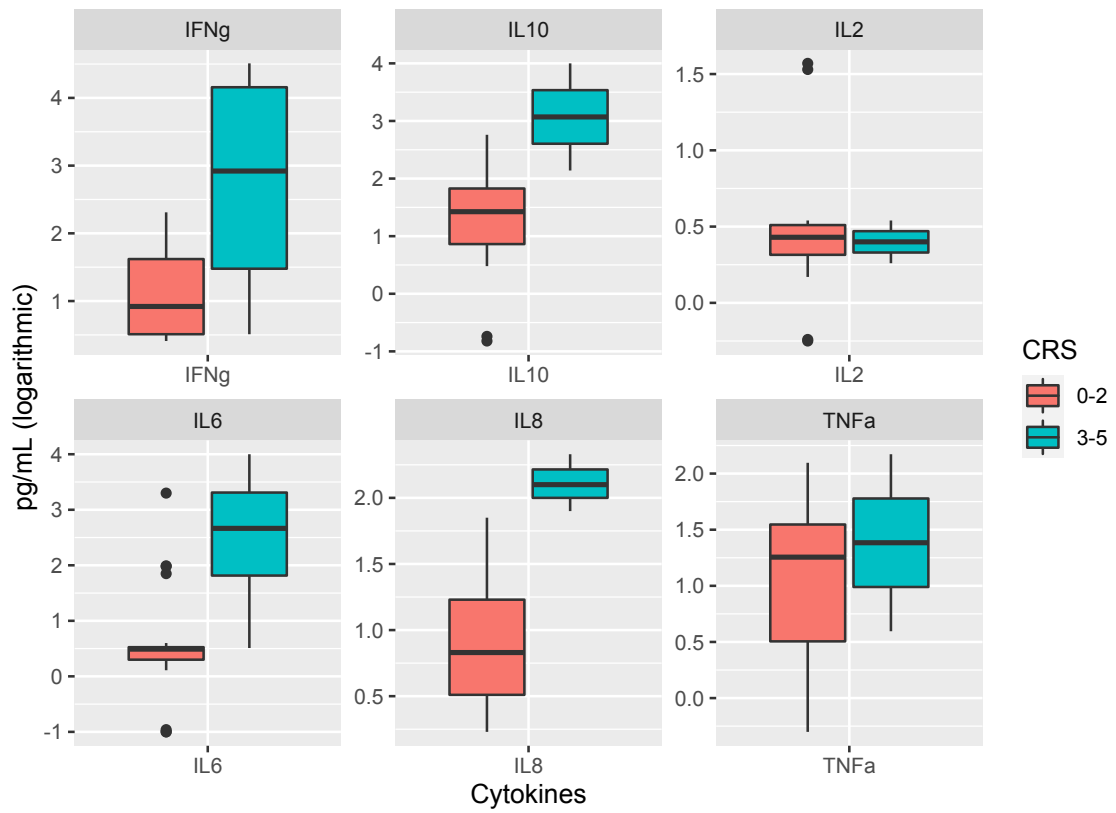 IFNg
IL10
IL2
4
3
2
1
4
3
2
1
0
-1
1.5
1.0
0.5
0.0
IFNg
IL10
IL2
pg/mL (logarithmic)
IL6
IL8
TNFa
4
3
2
1
0
-1
2.0
1.5
1.0
0.5
2.0
1.5
1.0
0.5
0.0
IL6
IL8
TNFa
Cytokines
CRS
0-2
3-5